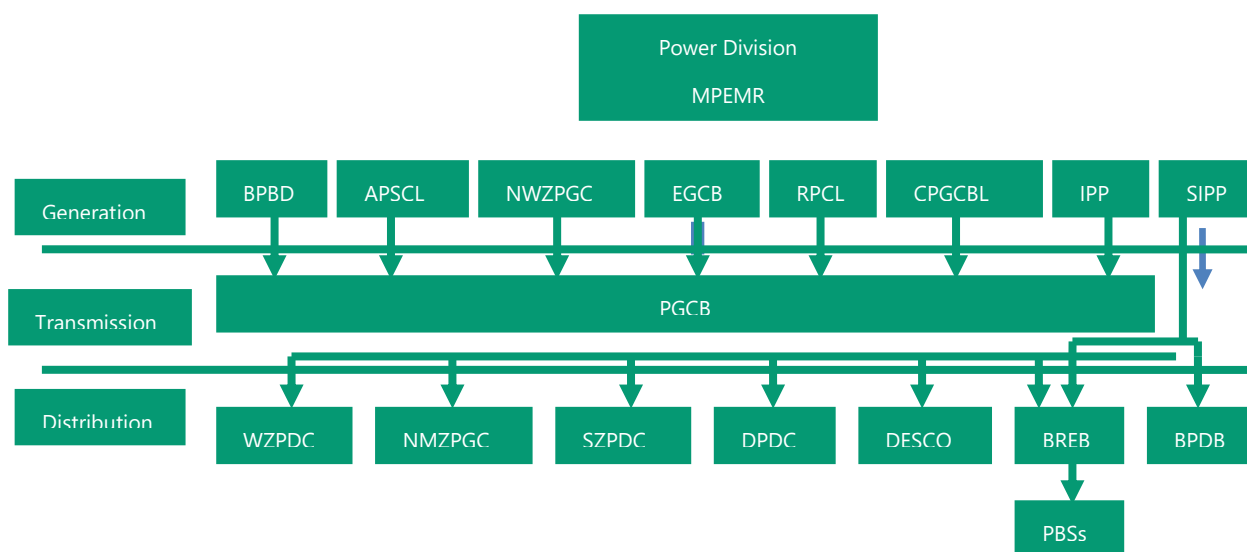 Power Division
MPEMR
Generation
BPBD
APSCL
NWZPGC
EGCB
RPCL
CPGCBL
IPP
SIPP
Transmission
PGCB
Distribution
WZPDC
NMZPGC
SZPDC
DPDC
DESCO
BREB
BPDB
PBSs